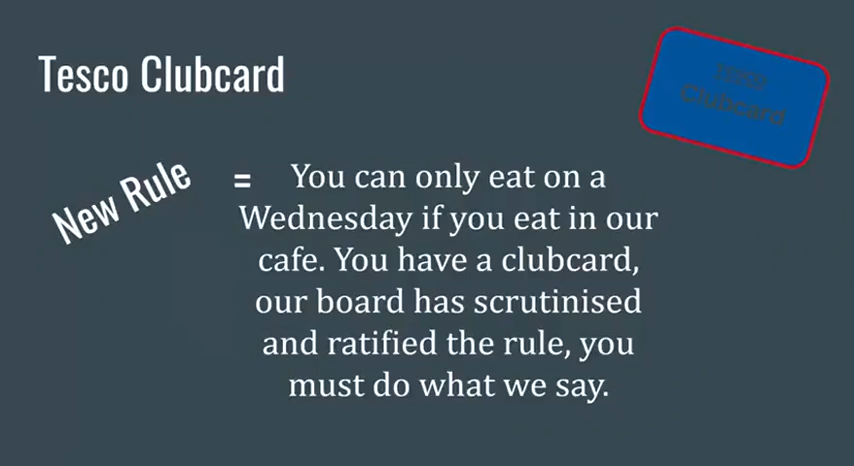 Tesco Clubcard
Clubcard
New Rule
= You can only eat on a
Wednesday if you eat in our
cafe. You have a clubcard,
our board has scrutinised
and ratified the rule, you
must do what we say.